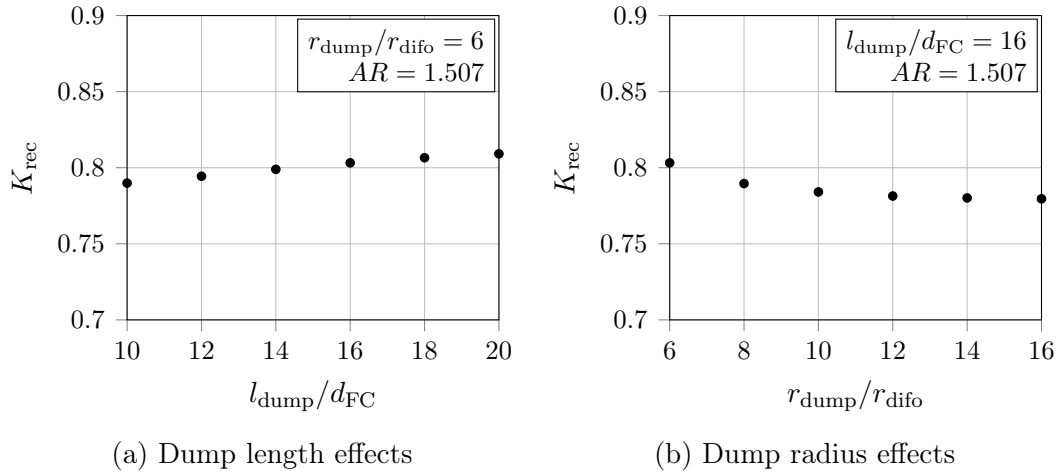 0.9
0.85
0.8
0.75
0.7
K_rec
r_dump/r_difo = 6
AR = 1.507
10 12 14 16 18 20
l_dump/d_FC
(a) Dump length effects
0.9
0.85
0.8
0.75
0.7
K_rec
l_dump/d_FC = 16
AR = 1.507
6 8 10 12 14 16
r_dump/r_difo
(b) Dump radius effects